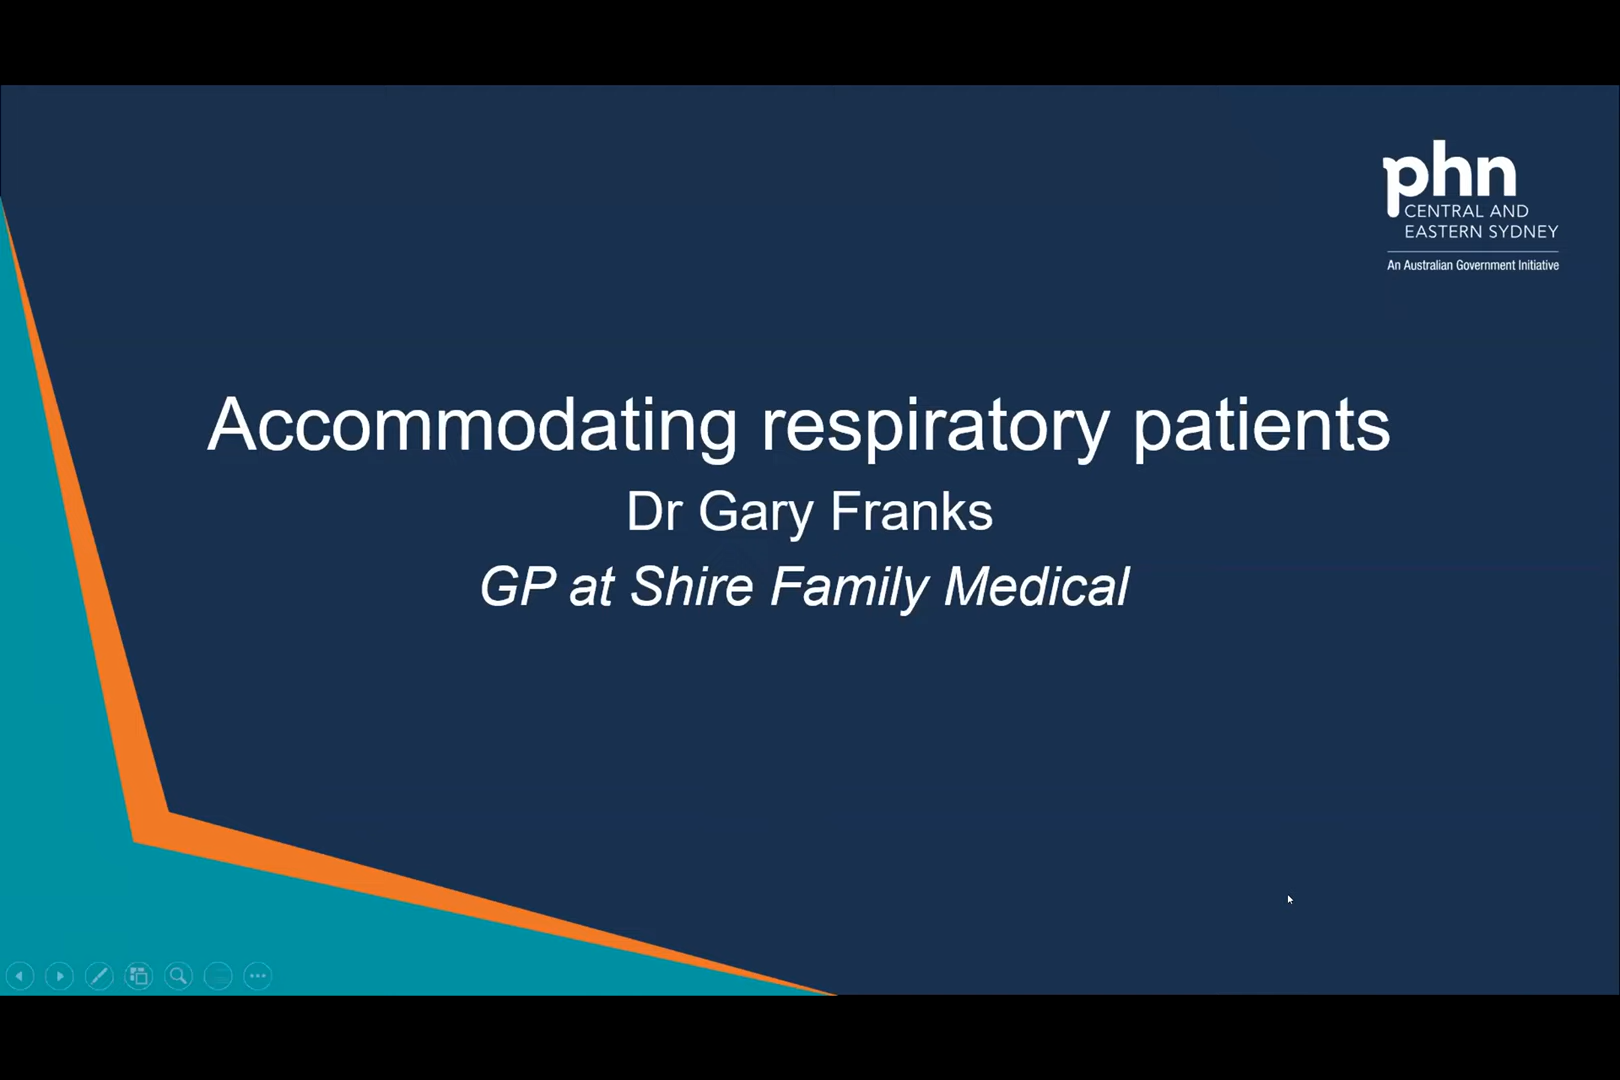 phn
CENTRAL AND
EASTERN SYDNEY
An Australian Government Initiative
Accommodating respiratory patients
Dr Gary Franks
GP at Shire Family Medical